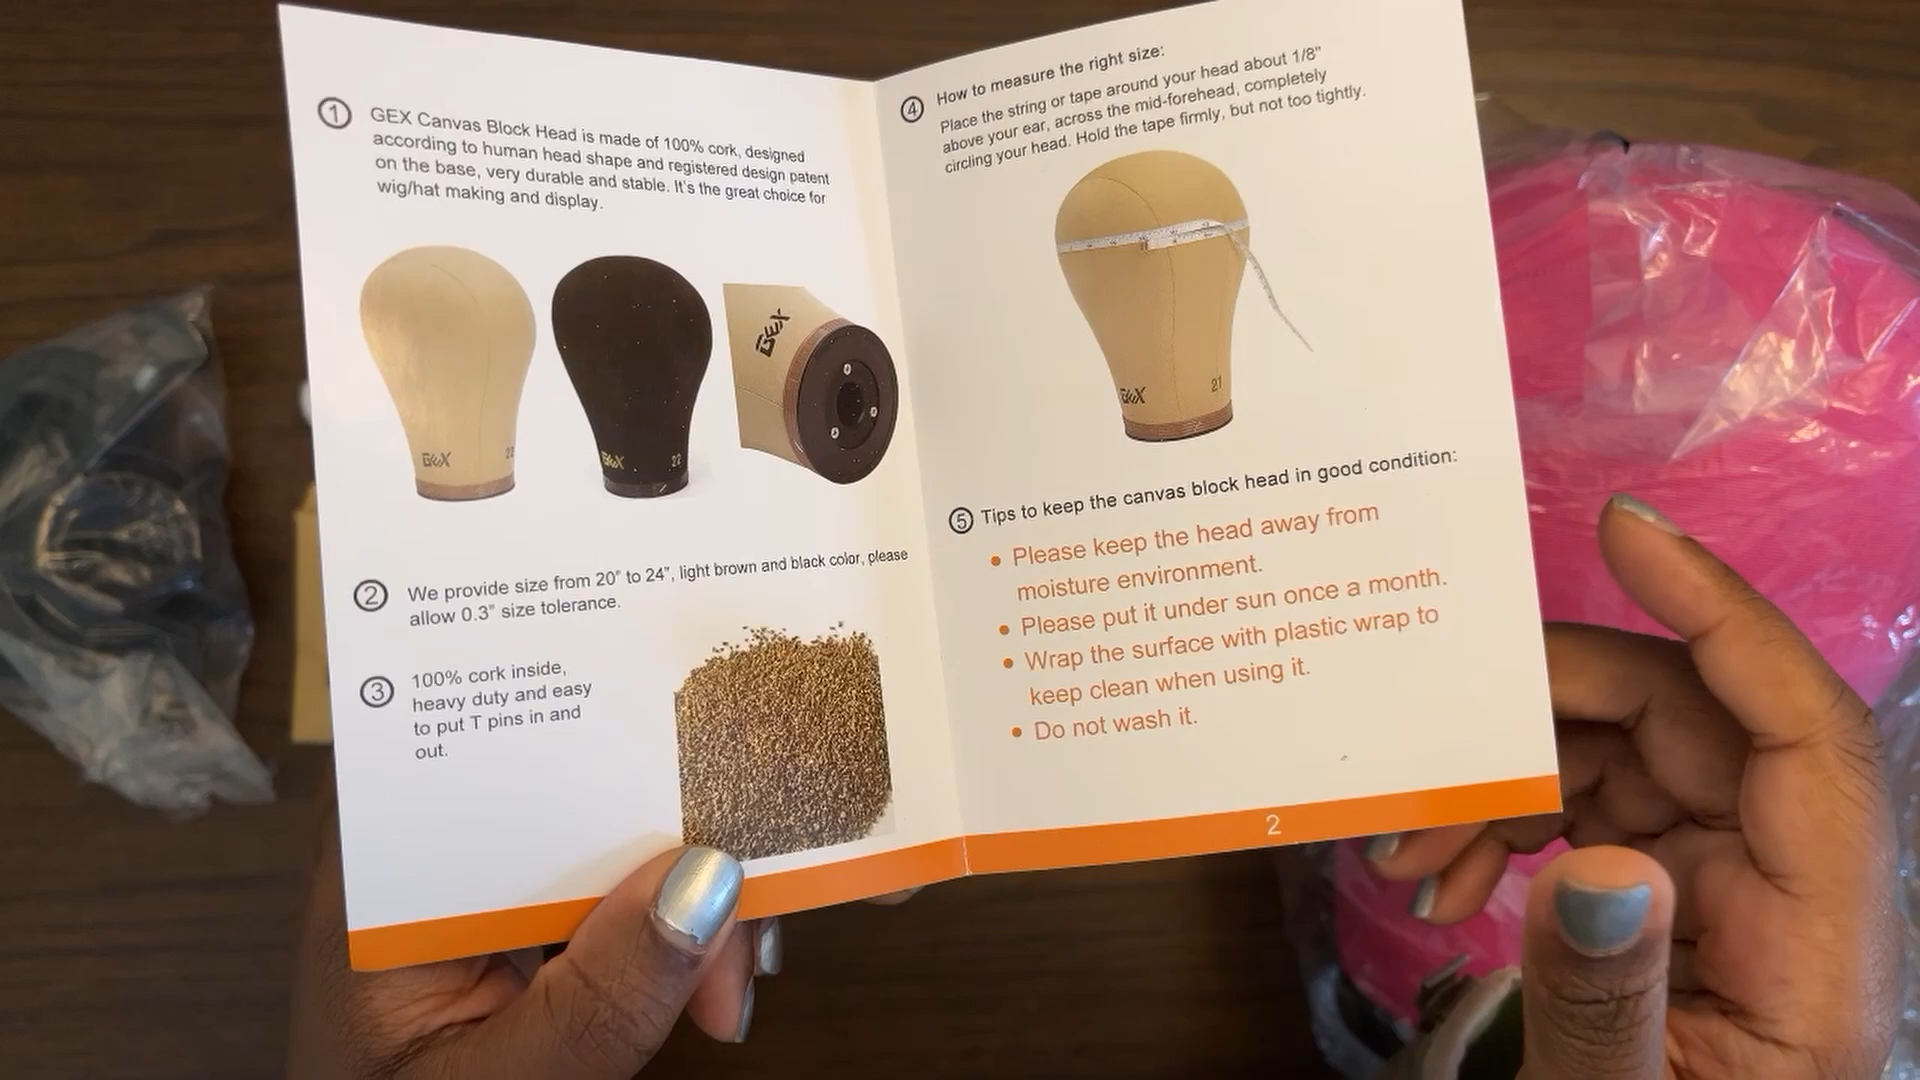 1 GEX Canvas Block Head is made of 100% cork, designed
according to human head shape and registered design patent
on the base, very durable and stable. It's the great choice for
wig/hat making and display.
GEX
22
GEX
22
GEX
2 We provide size from 20" to 24", light brown and black color, please
allow 0.3" size tolerance.
3 100% cork inside,
heavy duty and easy
to put T pins in and
out.
4 How to measure the right size:
Place the string or tape around your head about 1/8"
above your ear, across the mid-forehead, completely
circling your head. Hold the tape firmly, but not too tightly.
GEX
21
5 Tips to keep the canvas block head in good condition:
• Please keep the head away from
moisture environment.
• Please put it under sun once a month.
• Wrap the surface with plastic wrap to
keep clean when using it.
• Do not wash it.
2